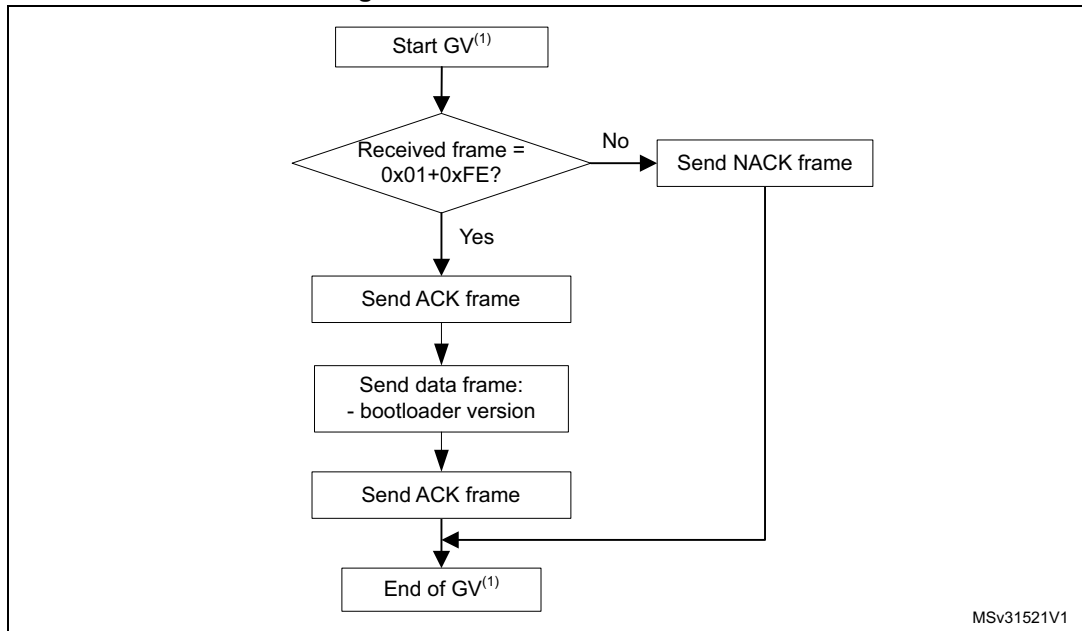 Start GV(1)
Received frame =
0x01+0xFE?
No
Send NACK frame
Yes
Send ACK frame
Send data frame:
- bootloader version
Send ACK frame
End of GV(1)
MSv31521V1